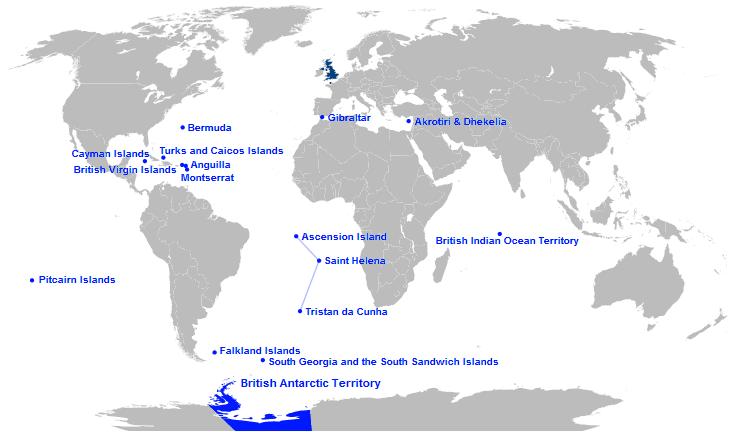 Gibraltar
Akrotiri & Dhekelia
Bermuda
Cayman Islands
Turks and Caicos Islands
Anguilla
British Virgin Islands
Montserrat
Ascension Island
British Indian Ocean Territory
Saint Helena
Pitcairn Islands
Tristan da Cunha
Falkland Islands
South Georgia and the South Sandwich Islands
British Antarctic Territory